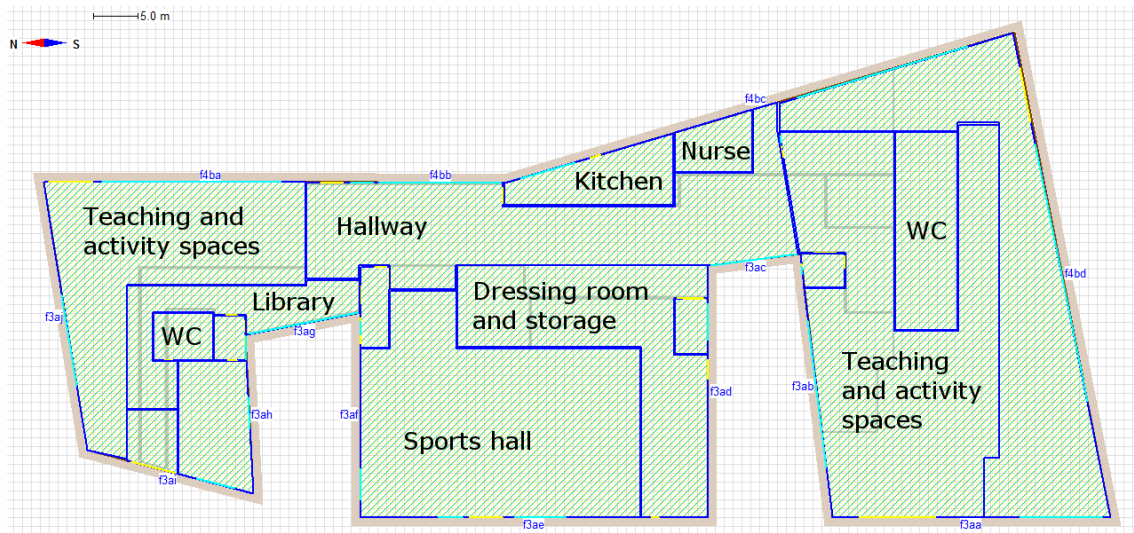 5.0 m
N S
f4bc
Nurse
Kitchen
f4ba
f4bb
Teaching and
activity spaces
Hallway
WC
f3ac
f4bd
Library
Dressing room
and storage
f3aj
WC
f3ag
Teaching
and activity
spaces
f3ab
f3ad
f3ah
f3af
Sports hall
f3ai
f3ae
f3aa